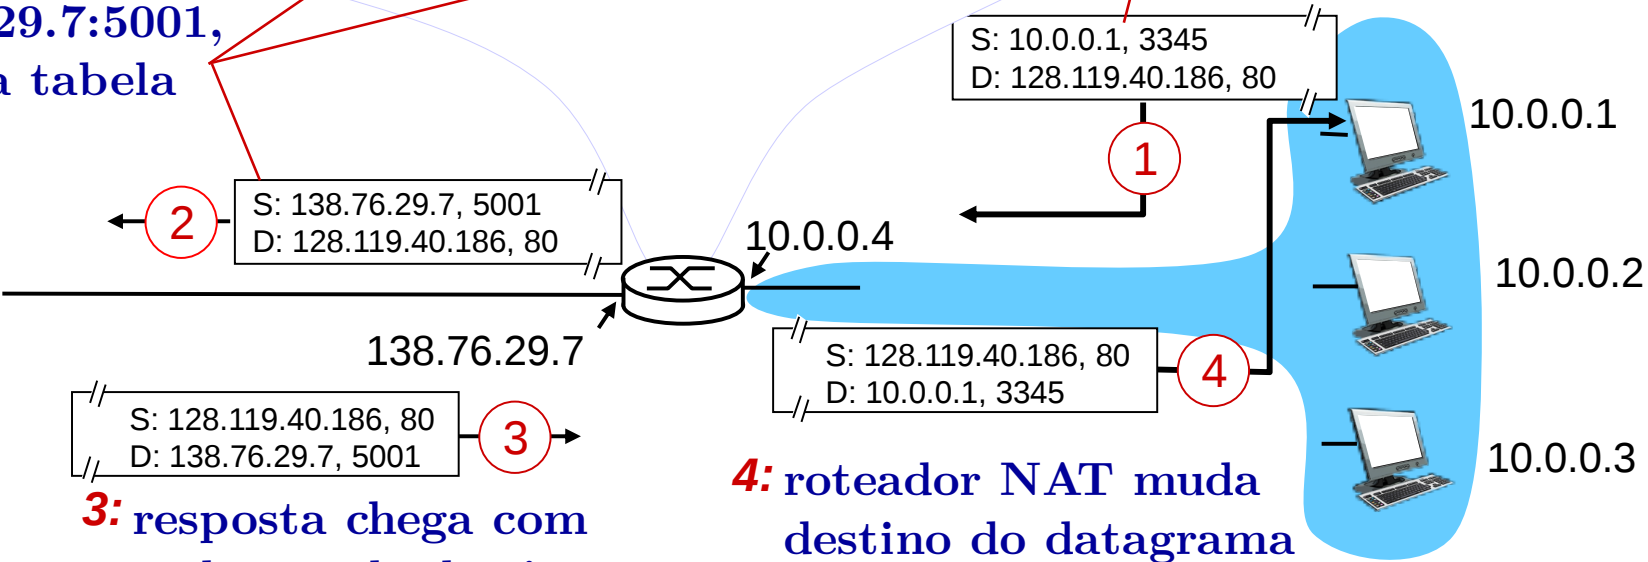 29.7:5001,
a tabela
S: 10.0.0.1, 3345
D: 128.119.40.186, 80
10.0.0.1
1
2
S: 138.76.29.7, 5001
D: 128.119.40.186, 80
10.0.0.4
10.0.0.2
138.76.29.7
S: 128.119.40.186, 80
D: 10.0.0.1, 3345
4
S: 128.119.40.186, 80
D: 138.76.29.7, 5001
3
10.0.0.3
3: resposta chega com
4: roteador NAT muda
destino do datagrama